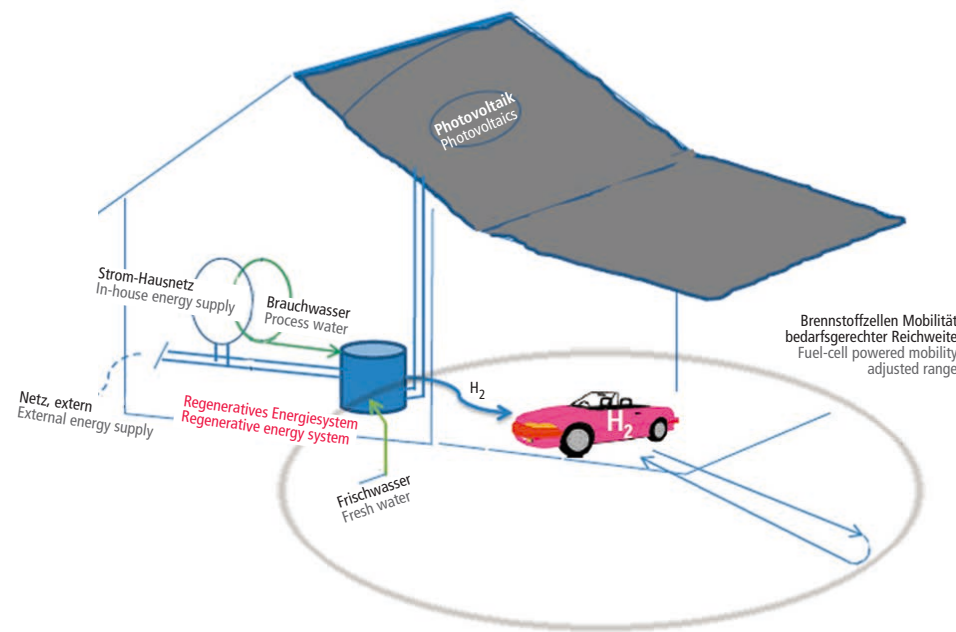 Photovoltaik
Photovoltaics
Strom-Hausnetz
In-house energy supply
Brauchwasser
Process water
Brennstoffzellen Mobilität
bedarfsgerechter Reichweite
Fuel-cell powered mobility
adjusted range
H2
H2
Netz, extern
External energy supply
Regeneratives Energiesystem
Regenerative energy system
Frischwasser
Fresh water